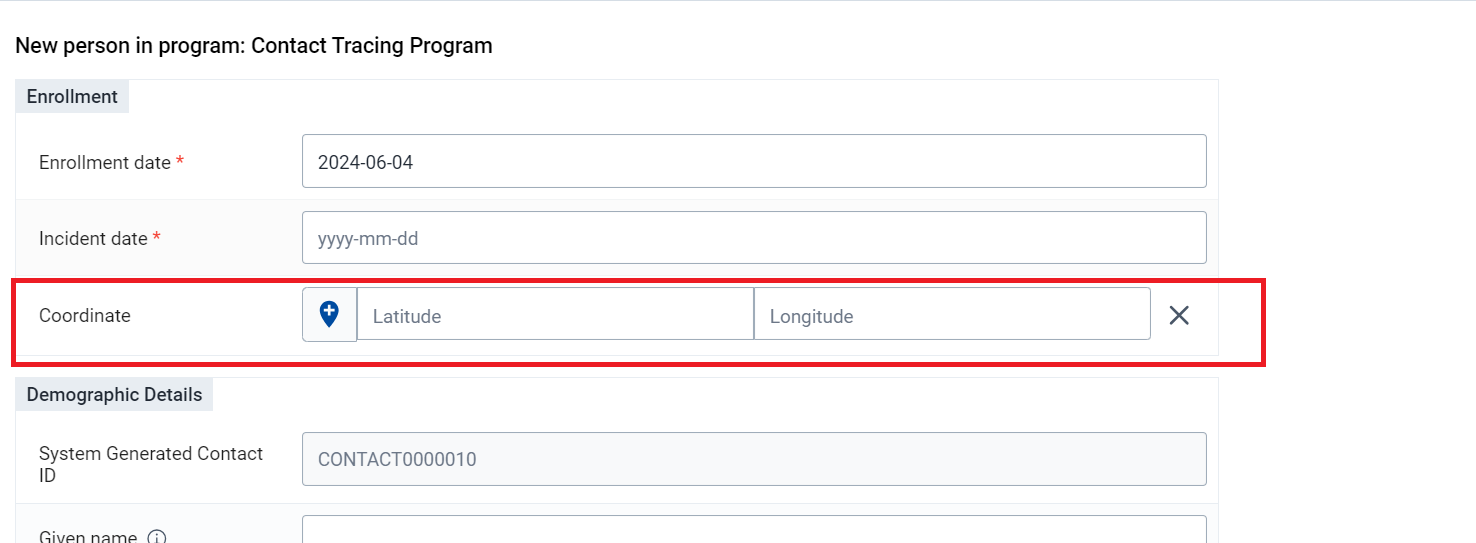 New person in program: Contact Tracing Program
Enrollment
Enrollment date *
2024-06-04
Incident date *
yyyy-mm-dd
Coordinate
Latitude
Longitude
Demographic Details
System Generated Contact
ID
CONTACT0000010
Given name